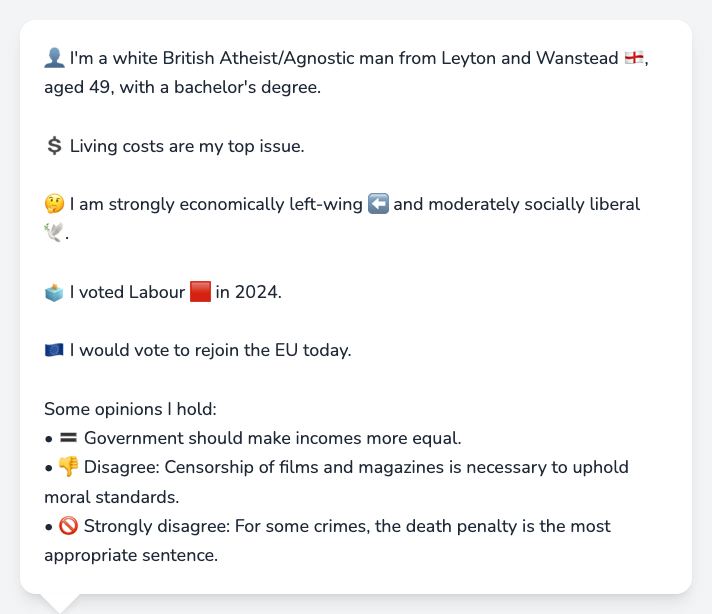 👤 I'm a white British Atheist/Agnostic man from Leyton and Wanstead 🏴󠁧󠁢󠁥󠁮󠁧󠁿,
aged 49, with a bachelor's degree.
💲 Living costs are my top issue.
🤔 I am strongly economically left-wing ⬅️ and moderately socially liberal
🕊️.
🗳️ I voted Labour 🟥 in 2024.
🇪🇺 I would vote to rejoin the EU today.
Some opinions I hold:
• 🟰 Government should make incomes more equal.
• 👎 Disagree: Censorship of films and magazines is necessary to uphold
moral standards.
• 🚫 Strongly disagree: For some crimes, the death penalty is the most
appropriate sentence.